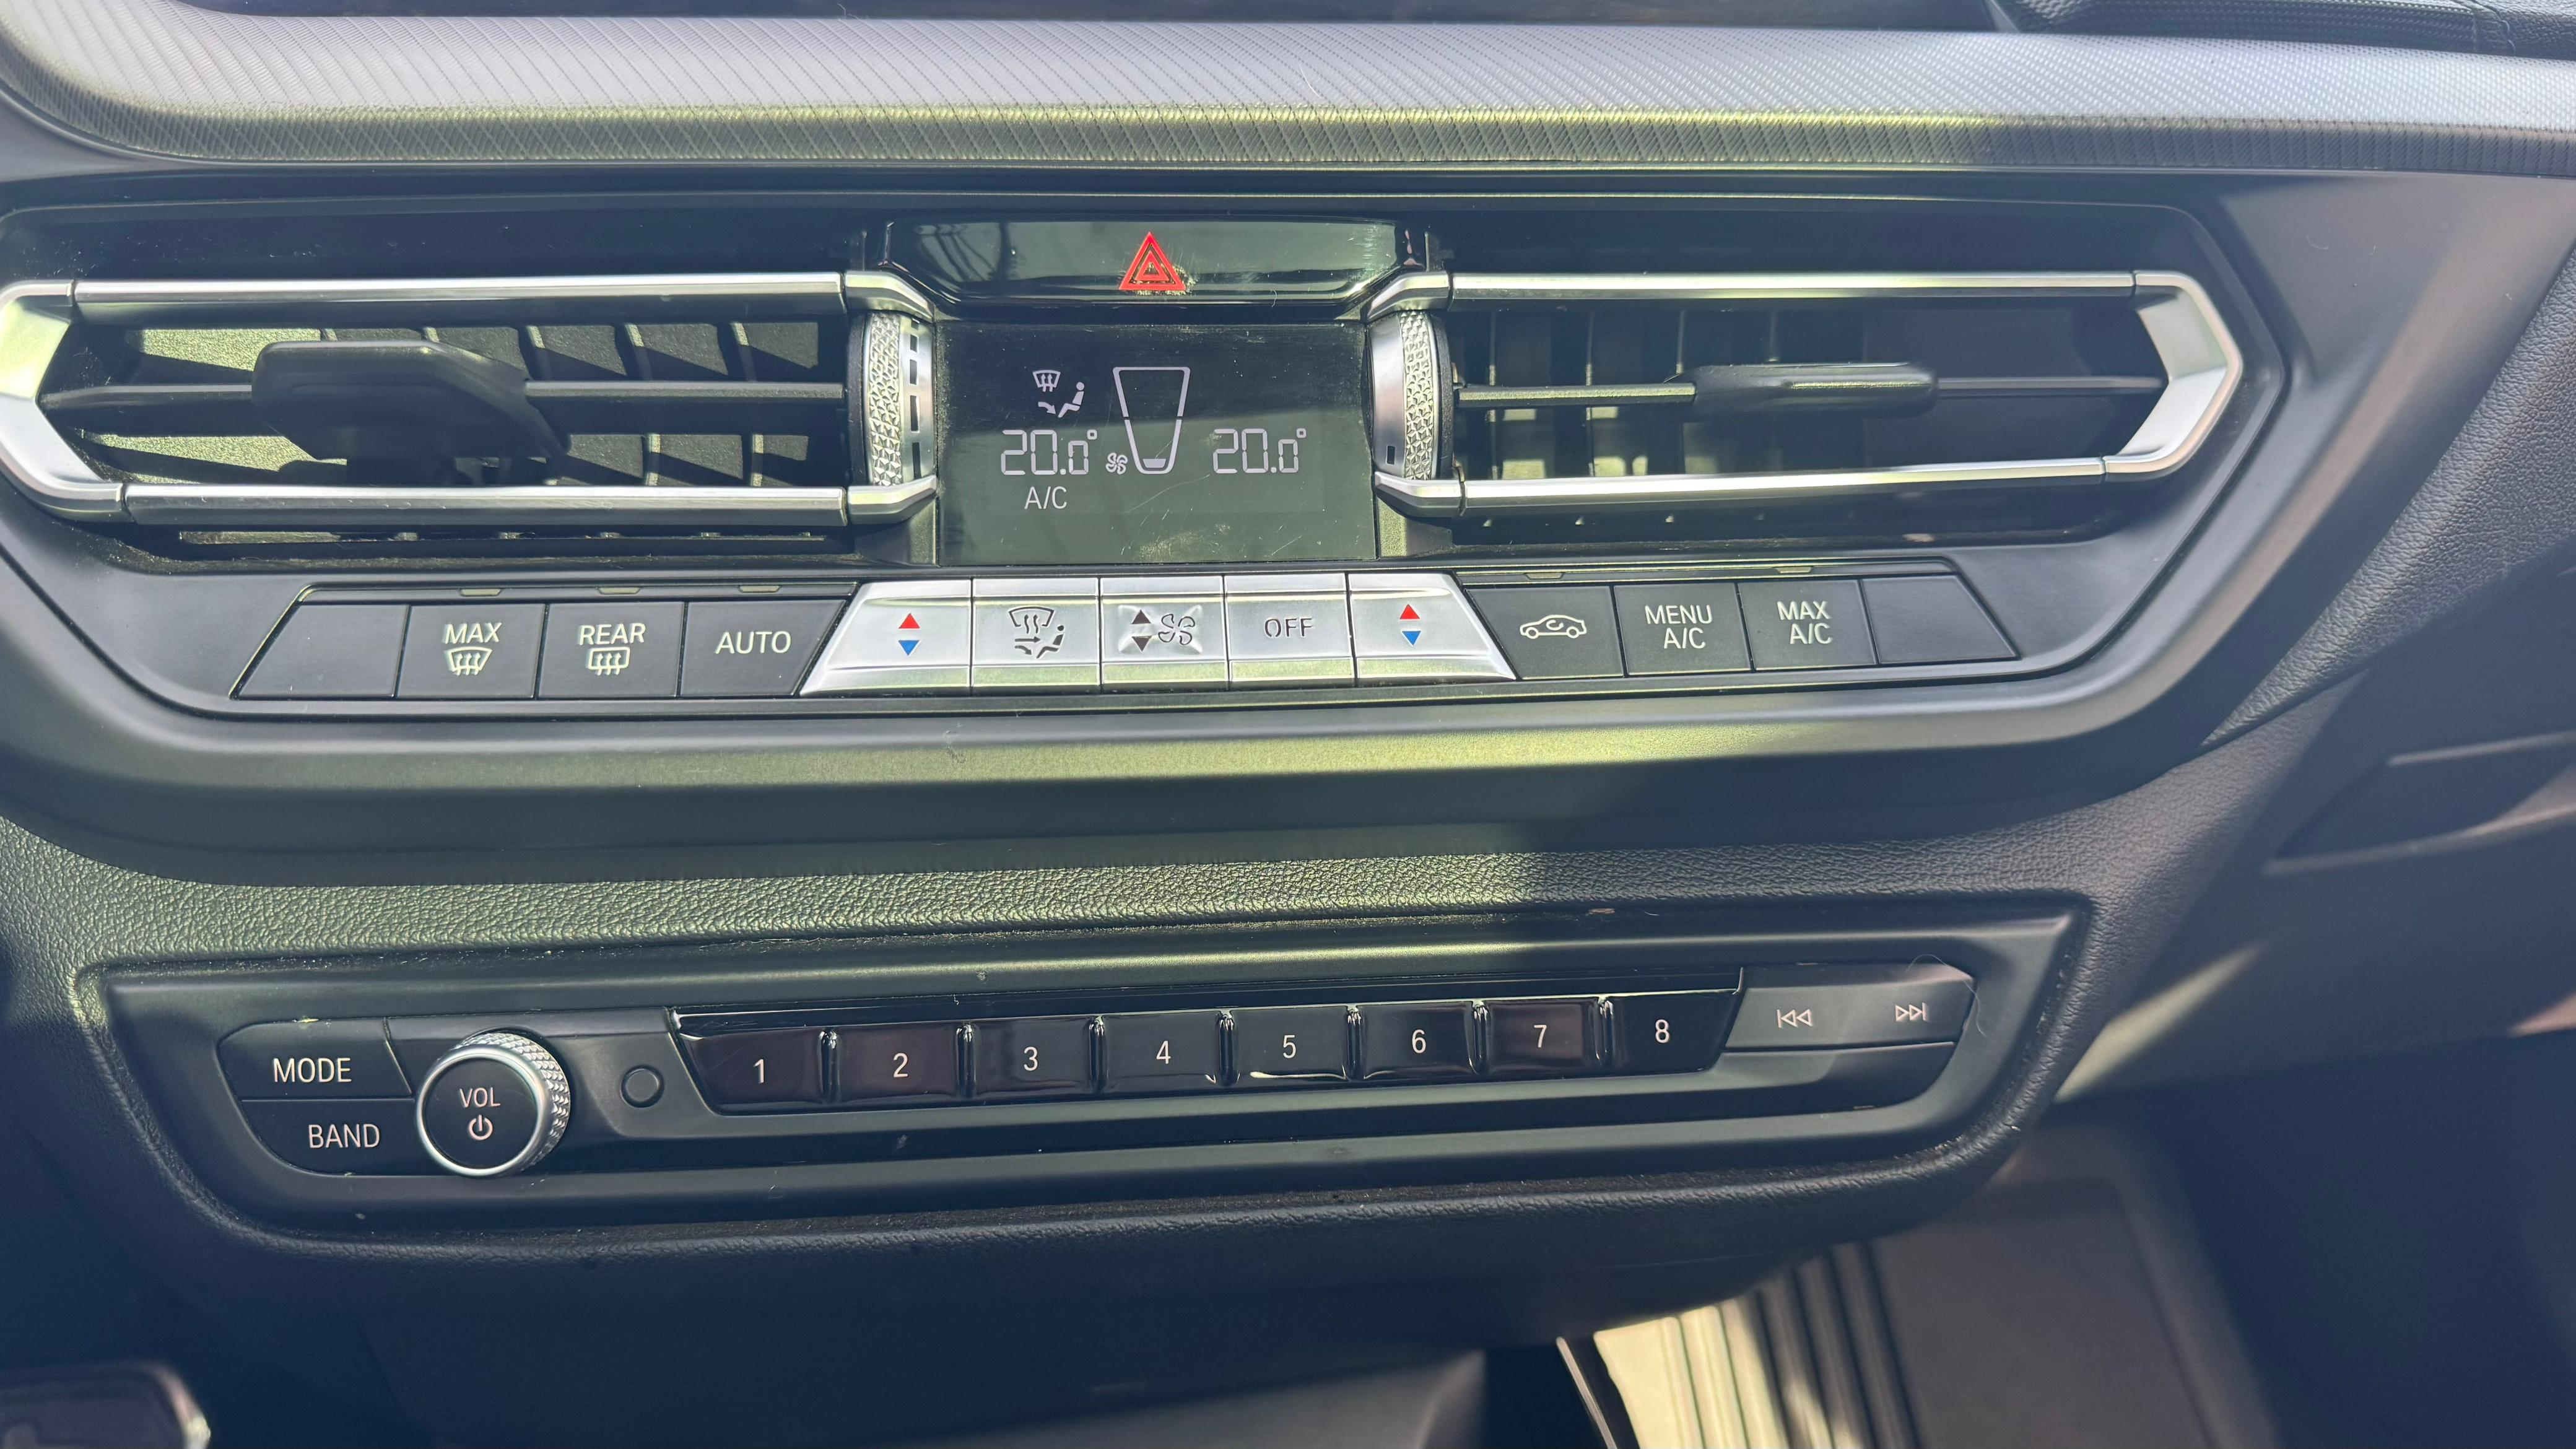 20.0° 20.0°
A/C
MAX
REAR
AUTO
OFF
MENU
A/C
MAX
A/C
MODE
BAND
VOL
1 2 3 4 5 6 7 8